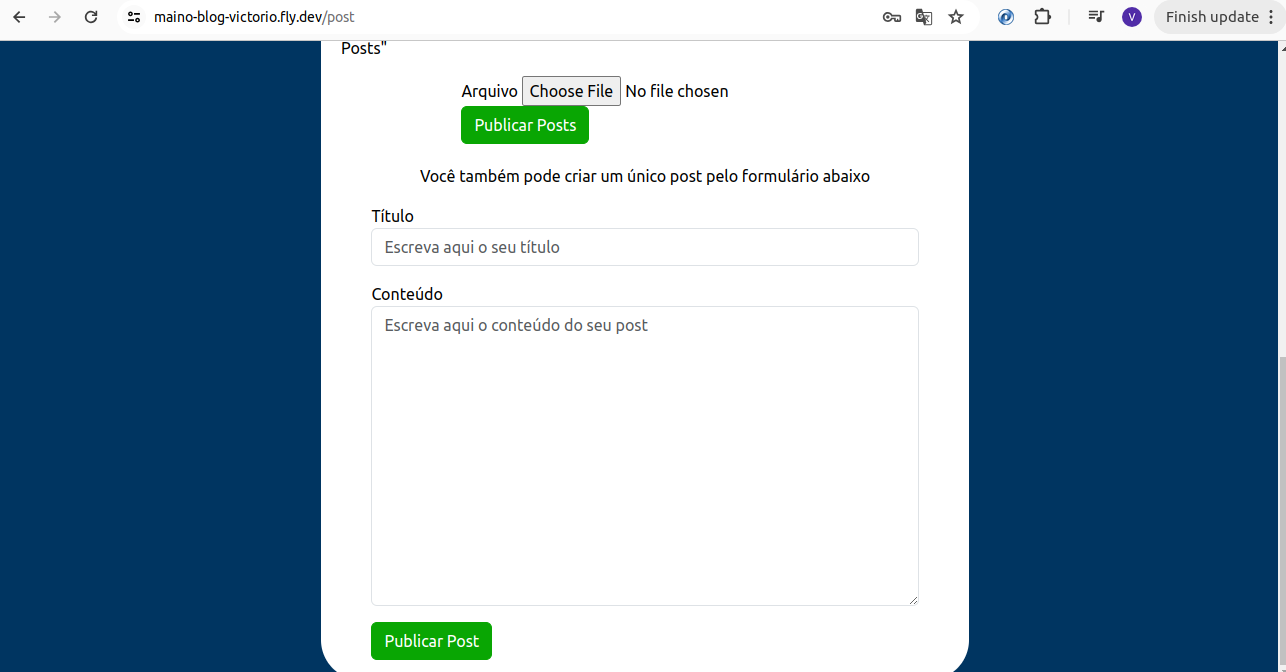 maino-blog-victorio.fly.dev/post
V
Finish update
Posts"
Arquivo Choose File No file chosen
Publicar Posts
Você também pode criar um único post pelo formulário abaixo
Título
Escreva aqui o seu título
Conteúdo
Escreva aqui o conteúdo do seu post
Publicar Post